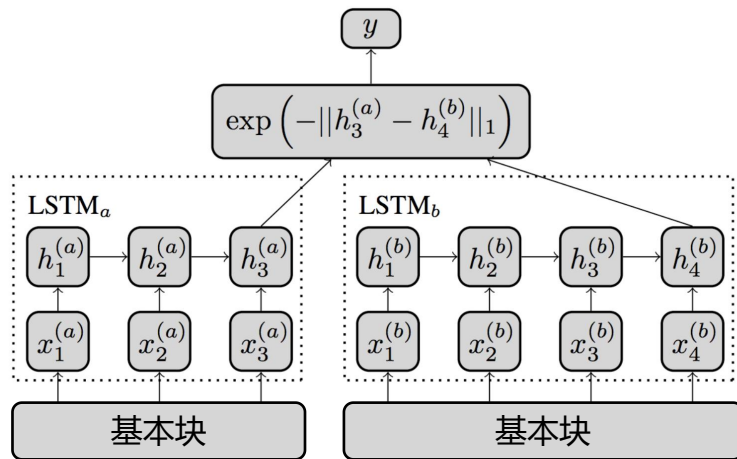 y
exp(-||h_3^{(a)} - h_4^{(b)}||_1)
LSTM_a
LSTM_b
h_1^{(a)} h_2^{(a)} h_3^{(a)} h_1^{(b)} h_2^{(b)} h_3^{(b)} h_4^{(b)}
x_1^{(a)} x_2^{(a)} x_3^{(a)} x_1^{(b)} x_2^{(b)} x_3^{(b)} x_4^{(b)}
基本块
基本块